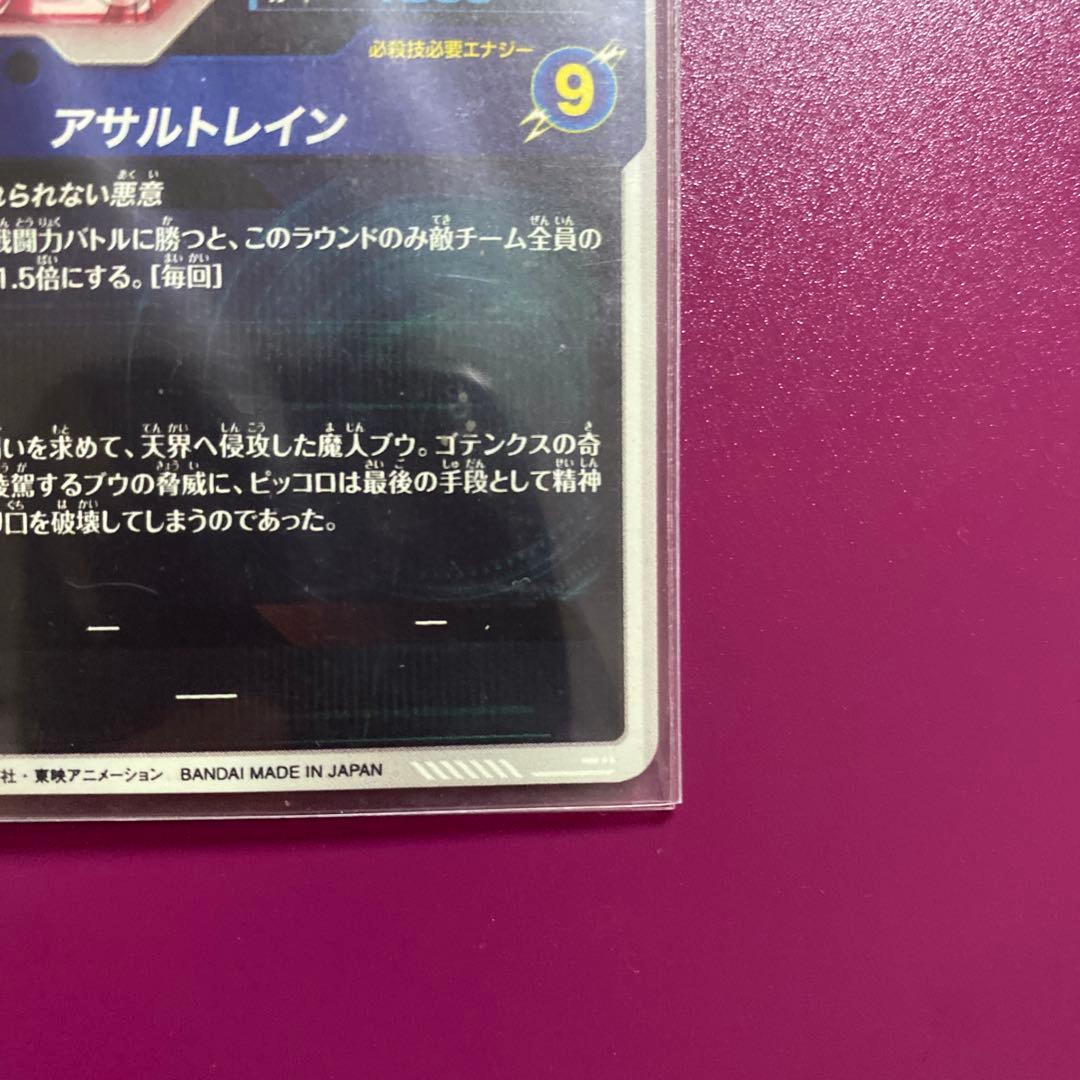 必殺技必要エナジー
9
アサルトレイン
られない悪意
戦闘力バトルに勝つと、このラウンドのみ敵チーム全員の
1.5倍にする。[毎回]
いを求めて、天界へ侵攻した魔人ブウ。ゴテンクスの奇
凌駕するブウの脅威に、ピッコロは最後の手段として精神
口を破壊してしまうのであった。
社・東映アニメーション BANDAI MADE IN JAPAN